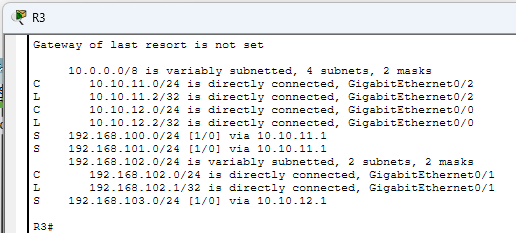 R3
Gateway of last resort is not set
10.0.0.0/8 is variably subnetted, 4 subnets, 2 masks
C 10.10.11.0/24 is directly connected, GigabitEthernet0/2
L 10.10.11.2/32 is directly connected, GigabitEthernet0/2
C 10.10.12.0/24 is directly connected, GigabitEthernet0/0
L 10.10.12.2/32 is directly connected, GigabitEthernet0/0
S 192.168.100.0/24 [1/0] via 10.10.11.1
S 192.168.101.0/24 [1/0] via 10.10.11.1
192.168.102.0/24 is variably subnetted, 2 subnets, 2 masks
C 192.168.102.0/24 is directly connected, GigabitEthernet0/1
L 192.168.102.1/32 is directly connected, GigabitEthernet0/1
S 192.168.103.0/24 [1/0] via 10.10.12.1
R3#